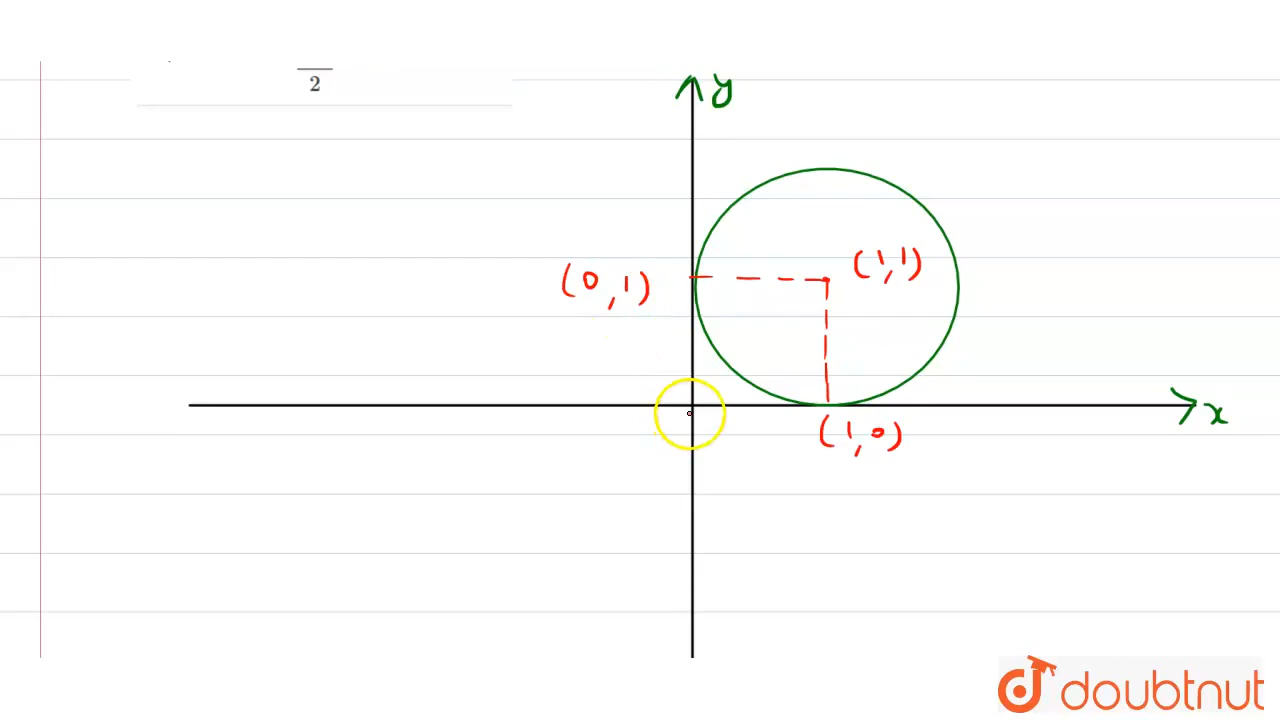 2
y
(1,1)
(0,1)
x
(1,0)
doubtnut